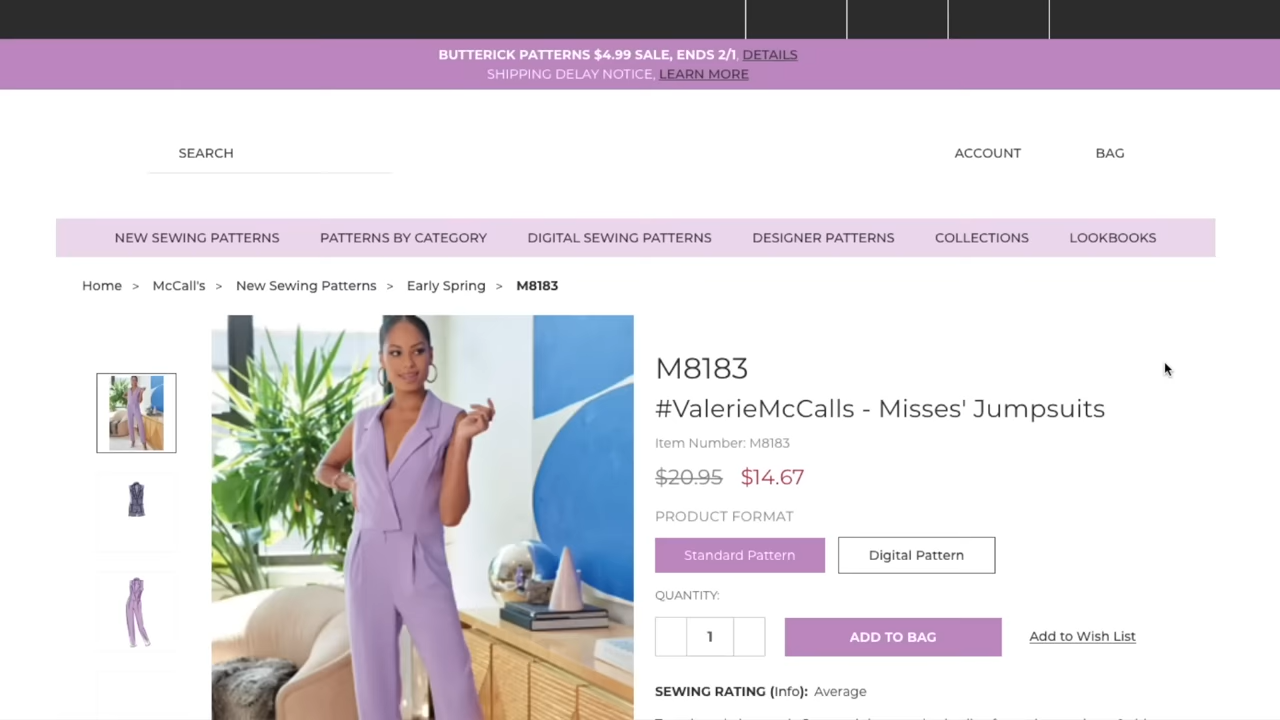 BUTTERICK PATTERNS $4.99 SALE, ENDS 2/1, DETAILS
SHIPPING DELAY NOTICE, LEARN MORE
SEARCH
ACCOUNT
BAG
NEW SEWING PATTERNS
PATTERNS BY CATEGORY
DIGITAL SEWING PATTERNS
DESIGNER PATTERNS
COLLECTIONS
LOOKBOOKS
Home > McCall's > New Sewing Patterns > Early Spring > M8183
M8183
#ValerieMcCalls - Misses' Jumpsuits
Item Number: M8183
$20.95 $14.67
PRODUCT FORMAT
Standard Pattern
Digital Pattern
QUANTITY:
1
ADD TO BAG
Add to Wish List
SEWING RATING (Info): Average